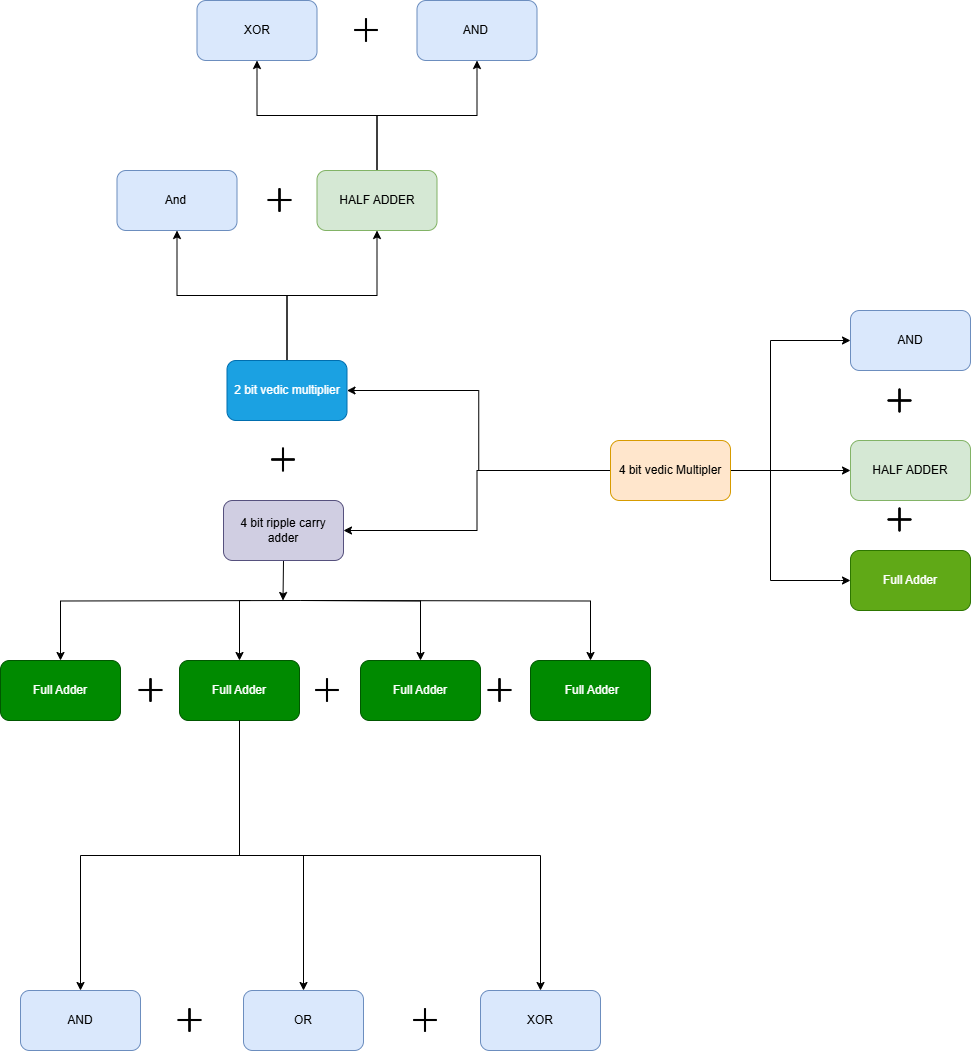 XOR
AND
And
HALF ADDER
AND
2 bit vedic multiplier
4 bit vedic Multipler
HALF ADDER
4 bit ripple carry
adder
Full Adder
Full Adder
Full Adder
Full Adder
Full Adder
AND
OR
XOR